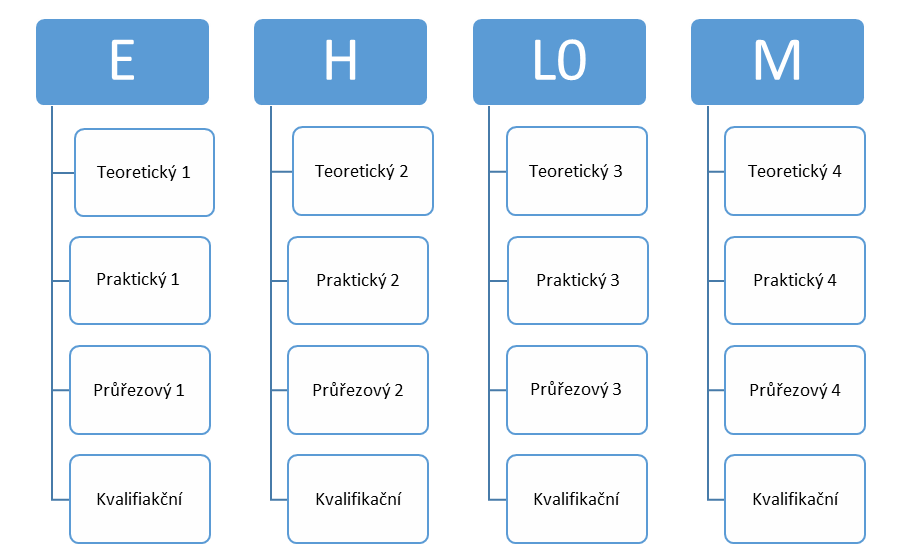 E
Teoretický 1
Praktický 1
Průřezový 1
Kvalifiakční
H
Teoretický 2
Praktický 2
Průřezový 2
Kvalifikační
L0
Teoretický 3
Praktický 3
Průřezový 3
Kvalifikační
M
Teoretický 4
Praktický 4
Průřezový 4
Kvalifikační